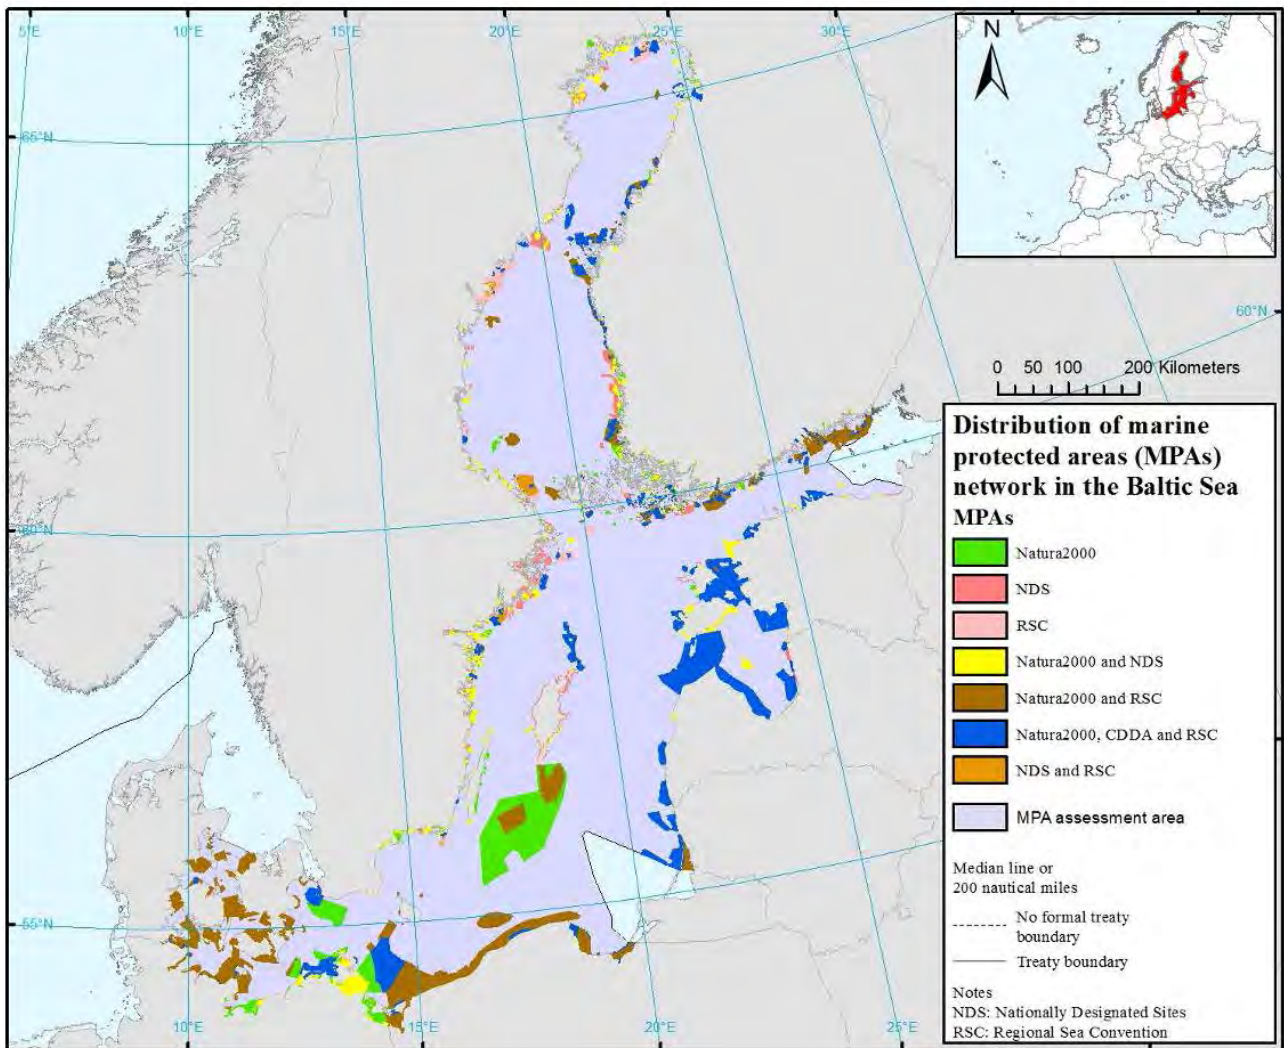 5°E
10°E
15°E
20°E
25°E
30°E
N
65°N
60°N
0 50 100 200 Kilometers
Distribution of marine
protected areas (MPAs)
network in the Baltic Sea
MPAs
Natura2000
NDS
RSC
Natura2000 and NDS
Natura2000 and RSC
Natura2000, CDDA and RSC
NDS and RSC
MPA assessment area
Median line or
200 nautical miles
No formal treaty
boundary
Treaty boundary
Notes
NDS: Nationally Designated Sites
RSC: Regional Sea Convention
60°N
55°N
10°E
15°E
20°E
25°E